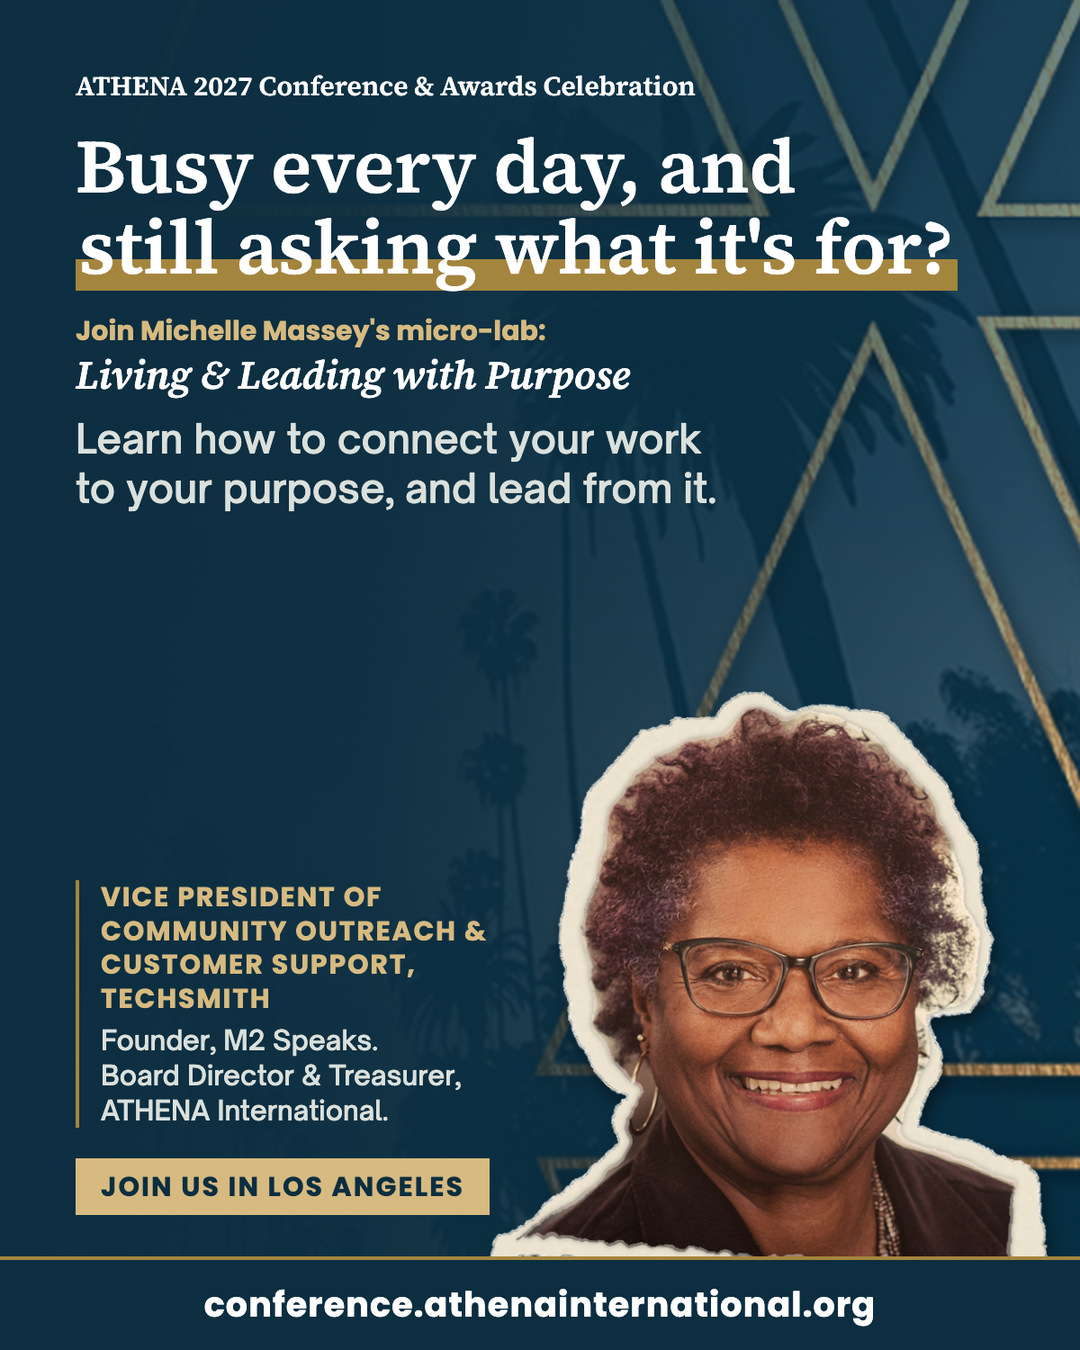 ATHENA 2027 Conference & Awards Celebration
Busy every day, and
still asking what it's for?
Join Michelle Massey's micro-lab:
Living & Leading with Purpose
Learn how to connect your work
to your purpose, and lead from it.
VICE PRESIDENT OF
COMMUNITY OUTREACH &
CUSTOMER SUPPORT,
TECHSMITH
Founder, M2 Speaks.
Board Director & Treasurer,
ATHENA International.
JOIN US IN LOS ANGELES
conference.athenainternational.org